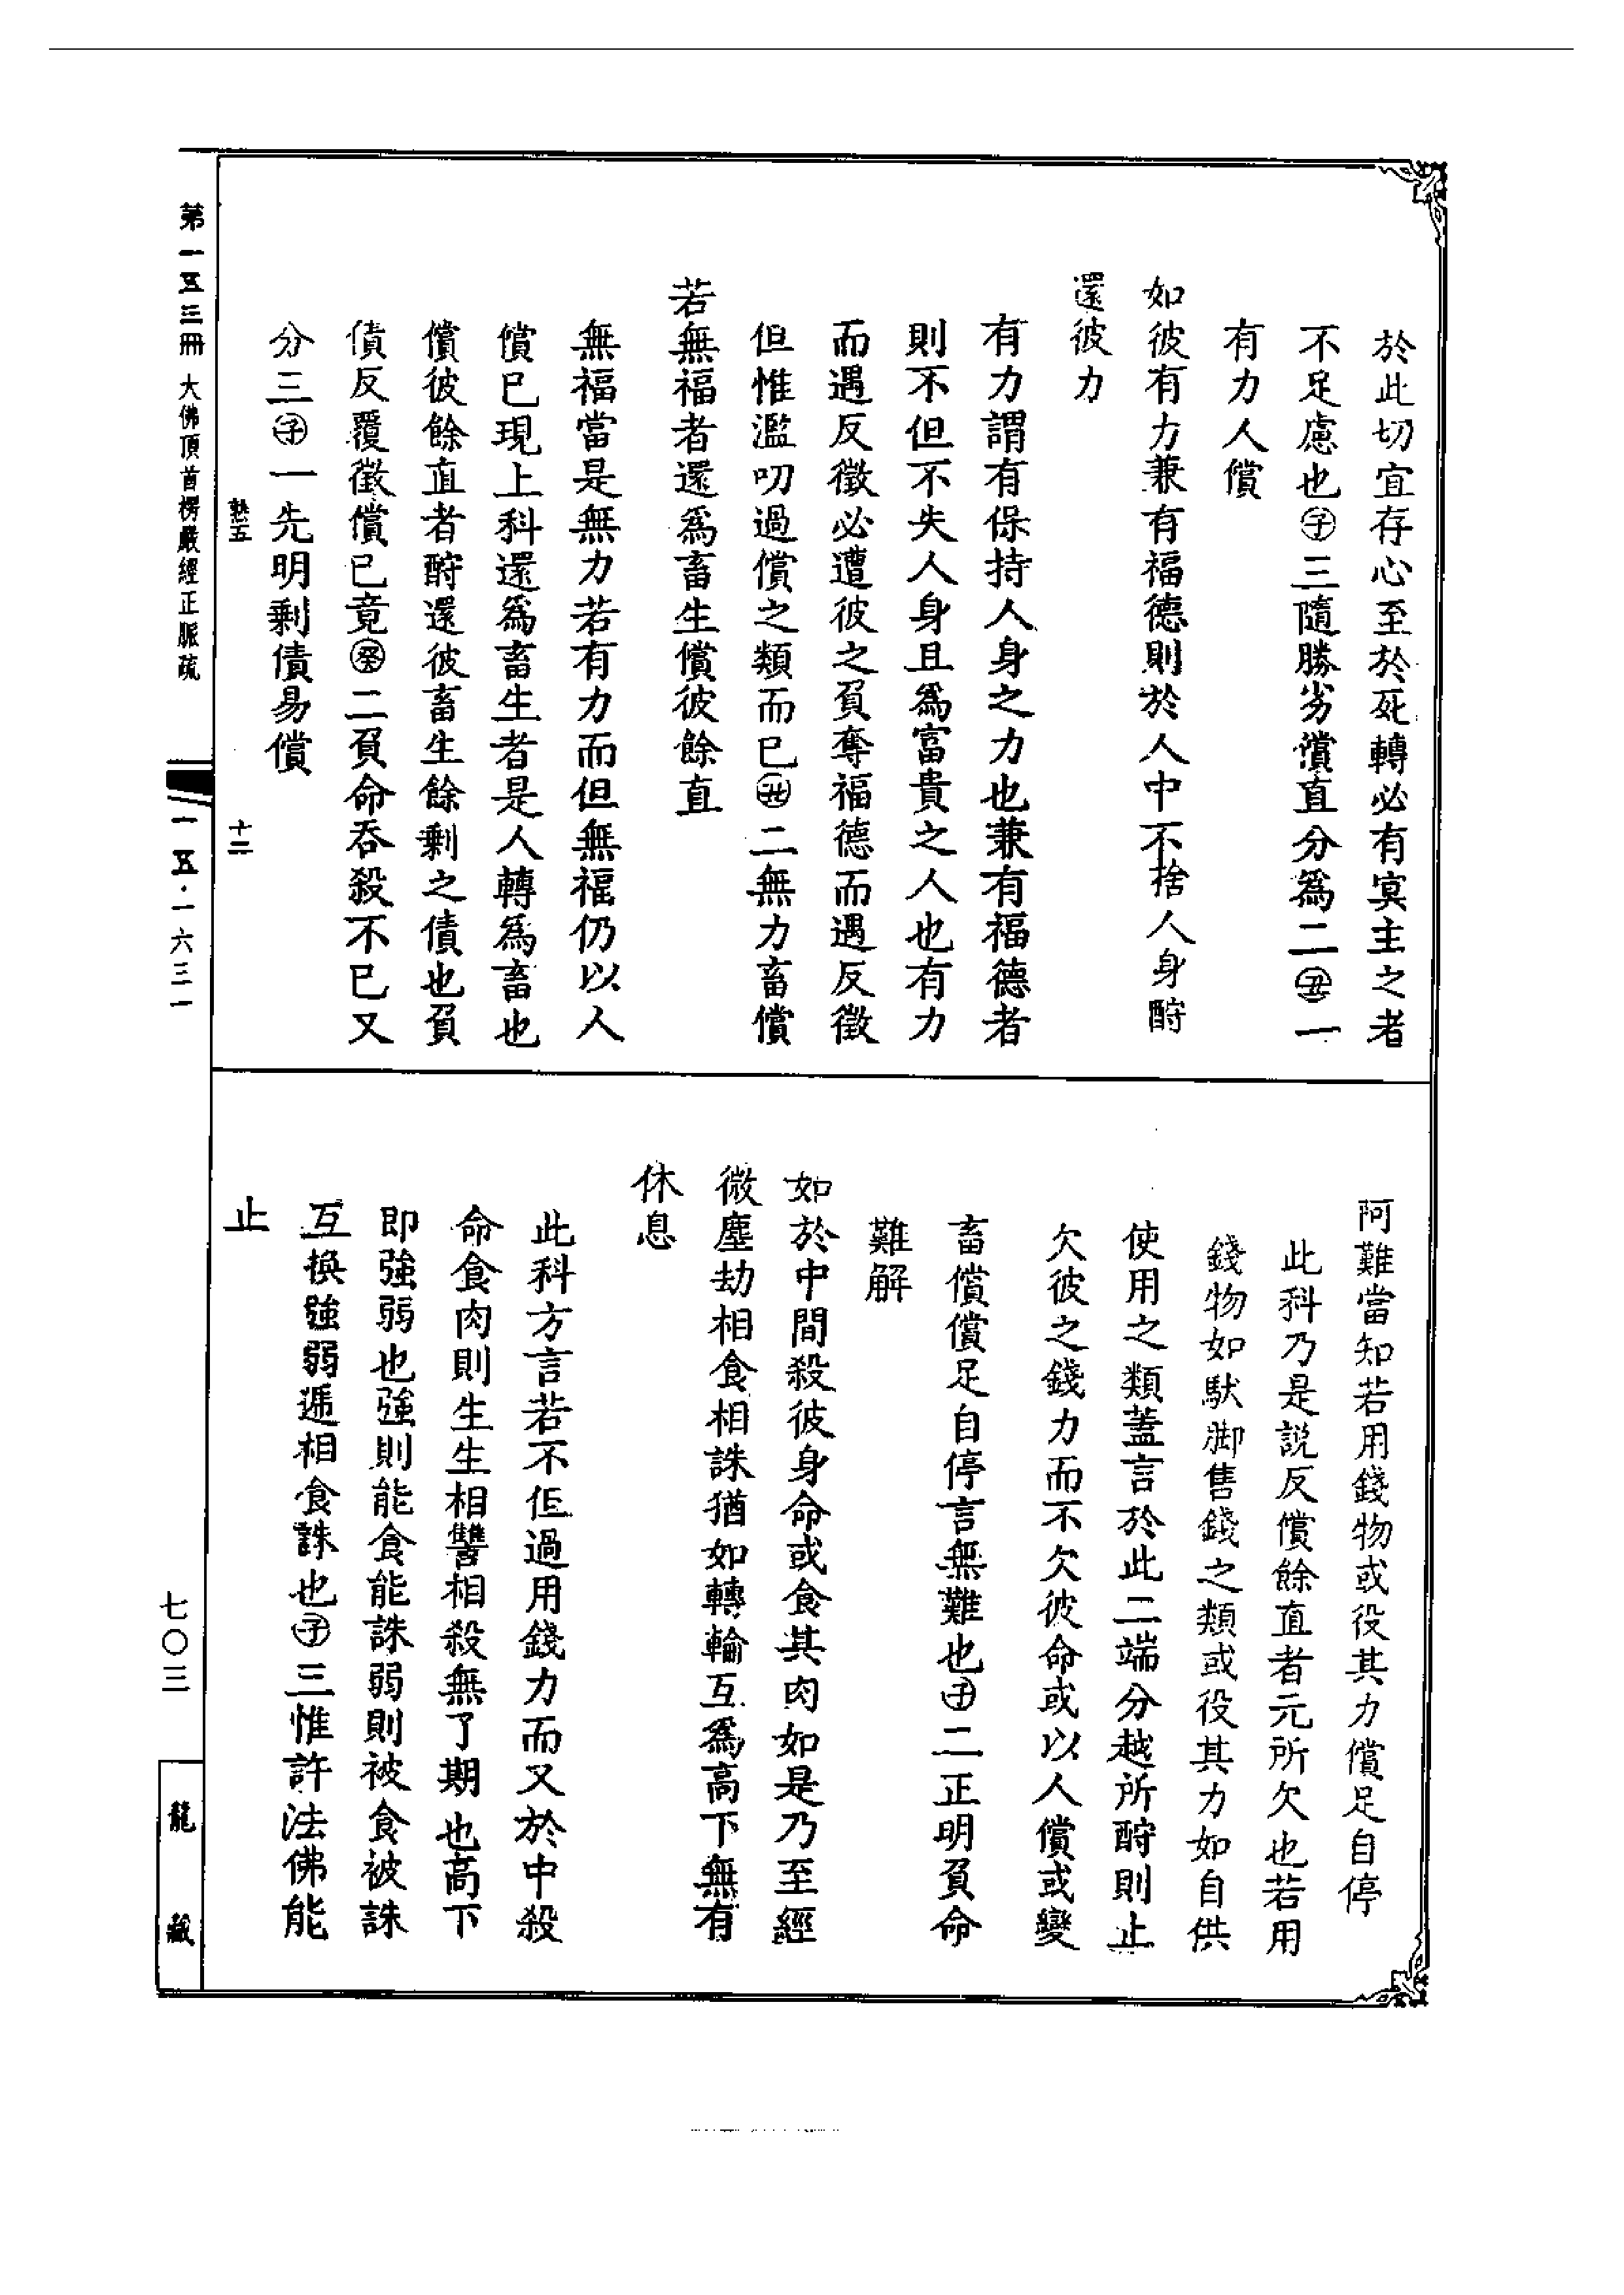 於此切宜存心至於死轉必有冥主之者
不足慮也㊣三隨勝劣償直分為二㊣一
有力人償
如彼有力兼有福德則於人中不捨人身酧
還彼力
有力謂有保持人身之力也兼有福德者
則不但不失人身且為富貴之人也有力
而遇反徵必遭彼之負奪福德而遇反徵
但惟濫叨過償之類而已丑二無力畜償
若無福者還為畜生償彼餘直
無福當是無力若有力而但無福仍以人
償已現上科還為畜生者是人轉為畜也
償彼餘直者酧還彼畜生餘剩之債也負
債反覆徵償已竟癸二負命吞殺不已又
分三子一先明剩債易償
熟五
十二
第一五三冊 大佛頂首楞嚴經正脈疏
一五·一六三一
阿難當知若用錢物或役其力償足自停
此科乃是說反償餘直者元所欠也若用
錢物如馱脚售錢之類或役其力如自供
使用之類蓋言於此二端分越所酧則止
欠彼之錢力而不欠彼命或以人償或變
畜償償足自停言無難也子二正明負命
難解
如於中間殺彼身命或食其肉如是乃至經
微塵劫相食相誅猶如轉輪互為高下無有
休息
此科方言若不但過用錢力而又於中殺
命食肉則生生相讐相殺無了期也高下
即強弱也強則能食能誅弱則被食被誅
互換強弱遞相食誅也子三惟許法佛能
止
七〇三
龍藏